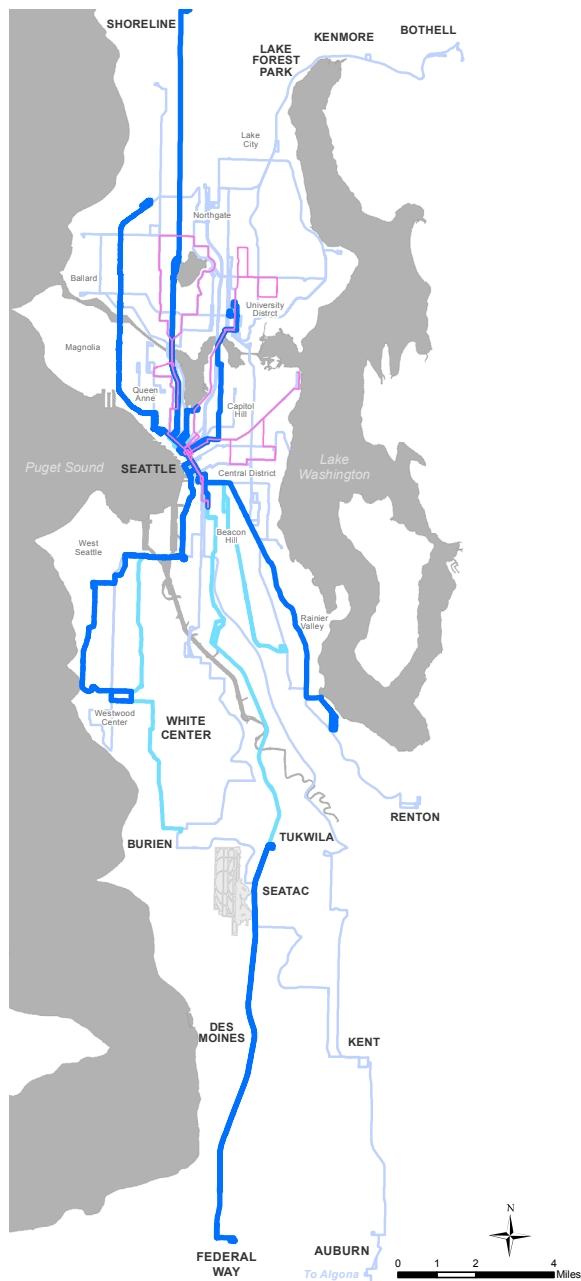 SHORELINE
BOTHELL
KENMORE
LAKE
FOREST
PARK
Lake
City
Northgate
Ballard
University
Distrct
Magnolia
Queen
Anne
Capitol
Hill
Puget Sound
SEATTLE
Lake
Washington
Central District
West
Seattle
Beacon
Hill
Rainier
Valley
Westwood
Center
WHITE
CENTER
RENTON
BURIEN
TUKWILA
SEATAC
DES
MOINES
KENT
N
FEDERAL
WAY
AUBURN
To Algona
0 1 2 4
Miles